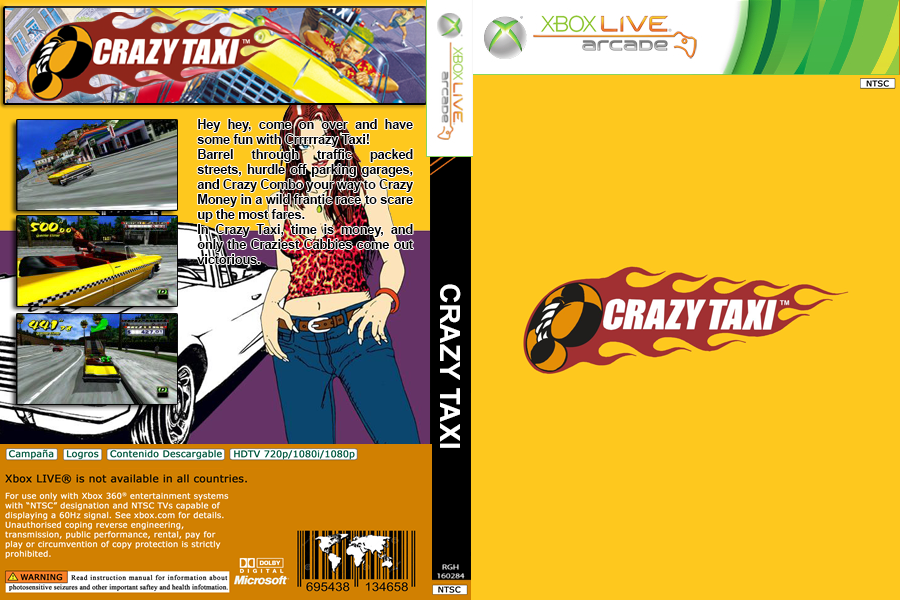 CRAZY TAXI™
Hey hey, come on over and have
some fun with Crrrrrazy Taxi!
Barrel through traffic packed
streets, hurdle off parking garages,
and Crazy Combo your way to Crazy
Money in a wild frantic race to scare
up the most fares.
In Crazy Taxi, time is money, and
only the Craziest Cabbies come out
victorious.
Campaña
Logros
Contenido Descargable
HDTV 720p/1080i/1080p
Xbox LIVE® is not available in all countries.
For use only with Xbox 360® entertainment systems
with “NTSC” designation and NTSC TVs capable of
displaying a 60Hz signal. See xbox.com for details.
Unauthorised coping reverse engineering,
transmission, public performance, rental, pay for
play or circumvention of copy protection is strictly
prohibited.
WARNING Read instruction manual for information about
photosensitive seizures and other important saftey and health infotmation.
DOLBY
DIGITAL
Microsoft®
695438 134658
XBOX LIVE
arcade
CRAZY TAXI
RGH
160284
NTSC
XBOX LIVE
arcade
NTSC
CRAZY TAXI™